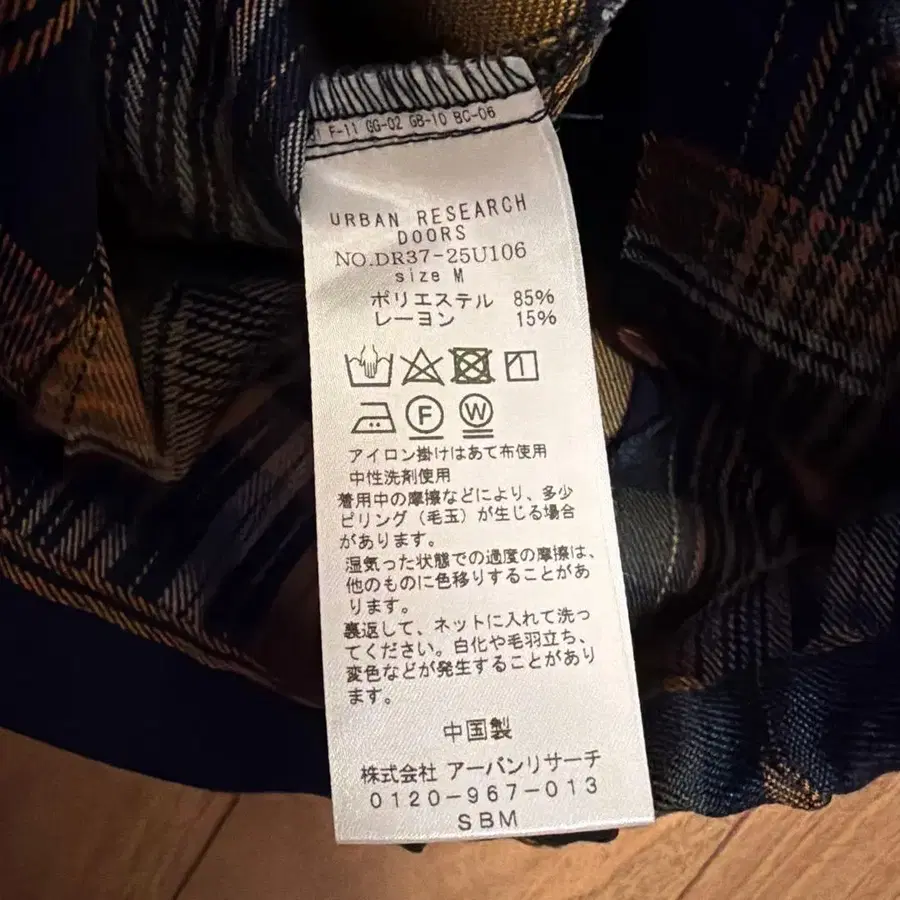 F-11 GG-02 GB-10 BC-06
URBAN RESEARCH
DOORS
NO.DR37-25U106
size M
ポリエステル 85%
レーヨン 15%
F W
アイロン掛けはあて布使用
中性洗剤使用
着用中の摩擦などにより、多少
ピリング（毛玉）が生じる場合
があります。
湿気った状態での過度の摩擦は、
他のものに色移りすることがあ
ります。
裏返して、ネットに入れて洗っ
てください。白化や毛羽立ち、
変色などが発生することがあり
ます。
中国製
株式会社 アーバンリサーチ
0120-967-013
SBM